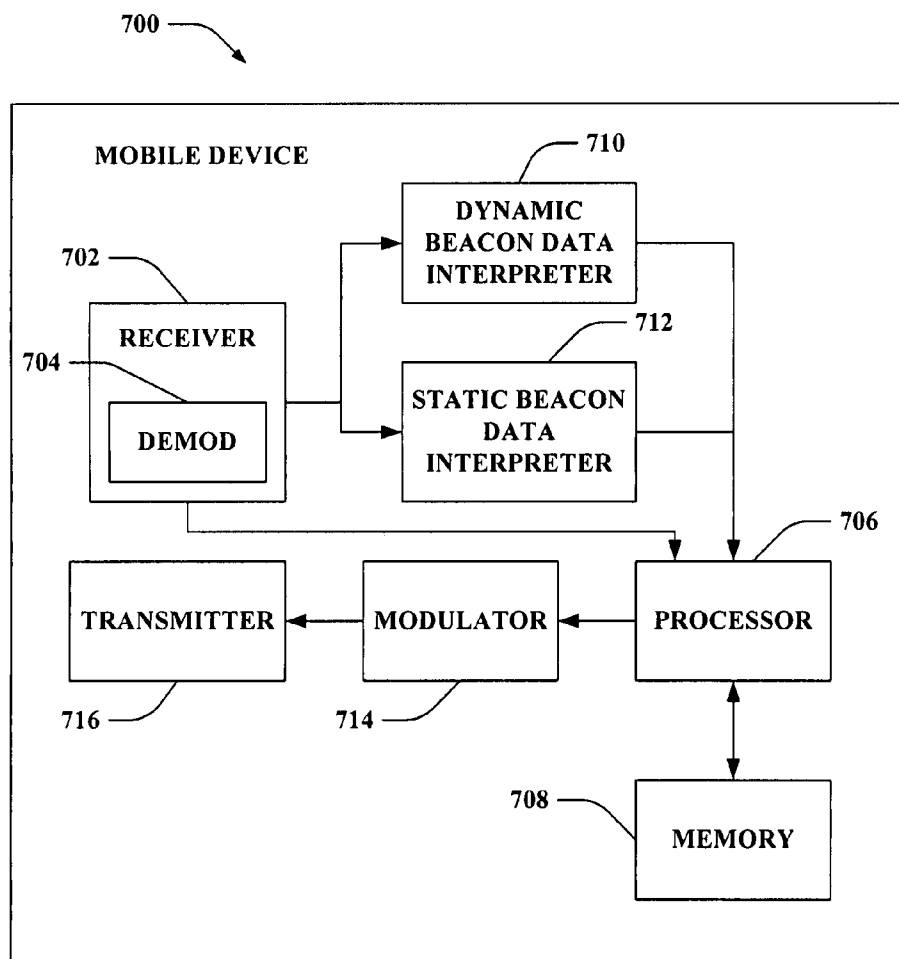 700
MOBILE DEVICE
710
DYNAMIC
BEACON DATA
INTERPRETER
702
RECEIVER
704
DEMOD
712
STATIC BEACON
DATA
INTERPRETER
706
TRANSMITTER
MODULATOR
PROCESSOR
716
714
708
MEMORY